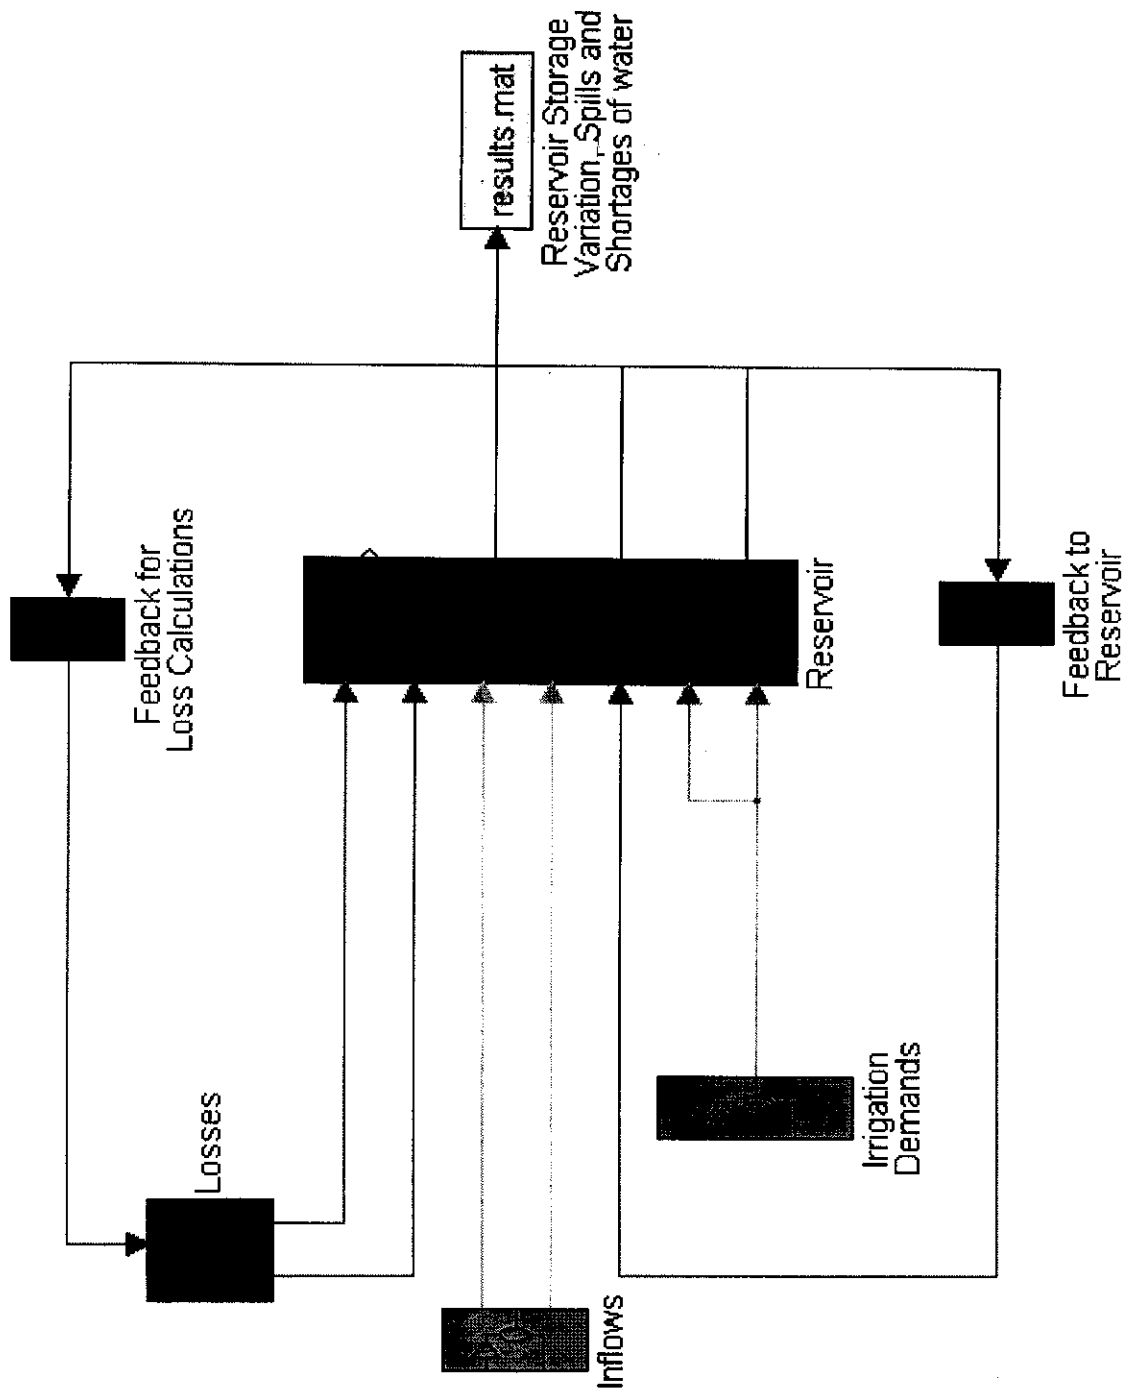 results.mat
Reservoir Storage
Variation, Spills and
Shortages of water
Feedback for
Loss Calculations
Reservoir
Feedback to
Reservoir
Losses
Irrigation
Demands
Inflows